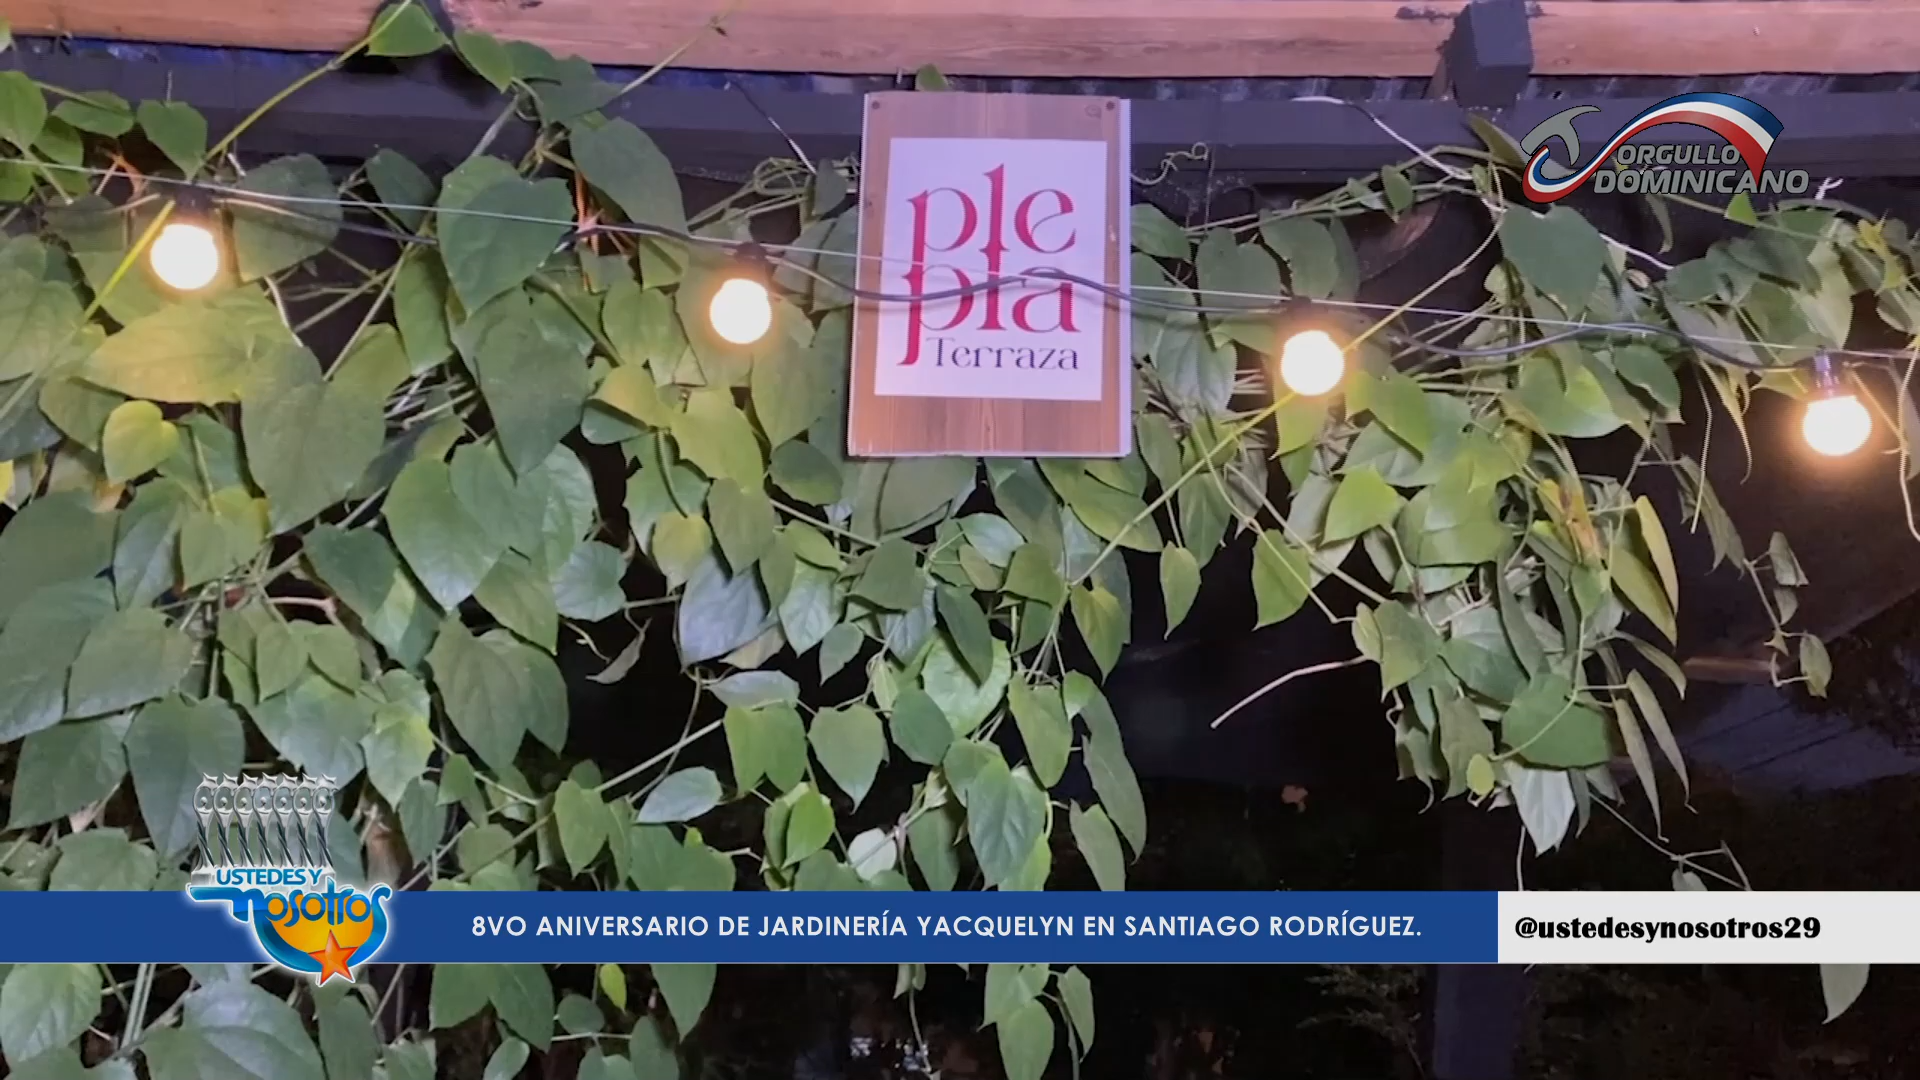 ORGULLO
DOMINICANO
ple
pla
Terraza
USTEDES Y
nosotros
8VO ANIVERSARIO DE JARDINERÍA YACQUELYN EN SANTIAGO RODRÍGUEZ.
@ustedesynosotros29